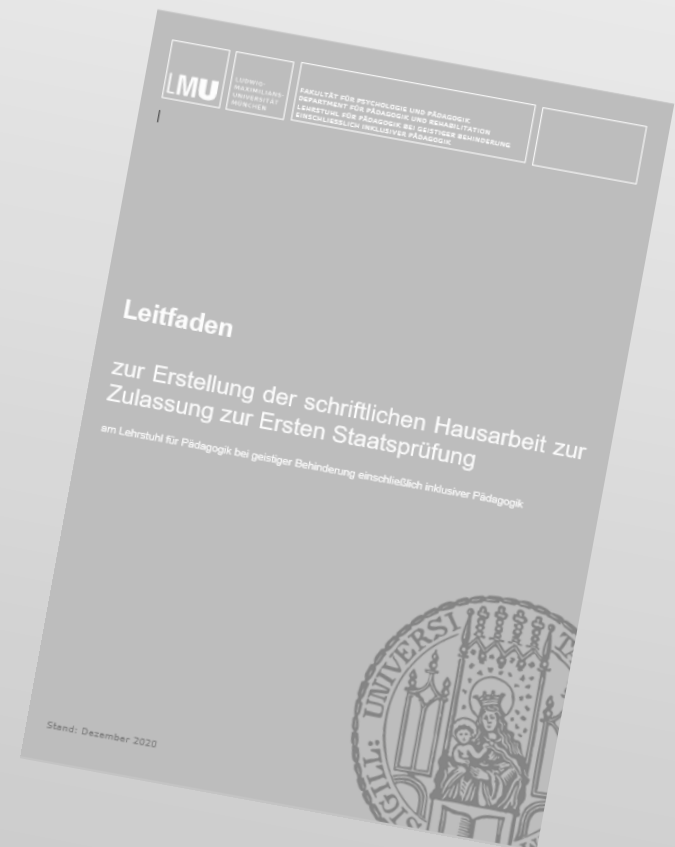 LMU
LUDWIG-
MAXIMILIANS-
UNIVERSITÄT
MÜNCHEN
FAKULTÄT FÜR PSYCHOLOGIE UND PÄDAGOGIK
DEPARTMENT FÜR PÄDAGOGIK UND REHABILITATION
LEHRSTUHL FÜR PÄDAGOGIK BEI GEISTIGER BEHINDERUNG
EINSCHLIESSLICH INKLUSIVER PÄDAGOGIK
Leitfaden
zur Erstellung der schriftlichen Hausarbeit zur
Zulassung zur Ersten Staatsprüfung
am Lehrstuhl für Pädagogik bei geistiger Behinderung einschließlich inklusiver Pädagogik
SIGILL: UNIVERSITA
Stand: Dezember 2020